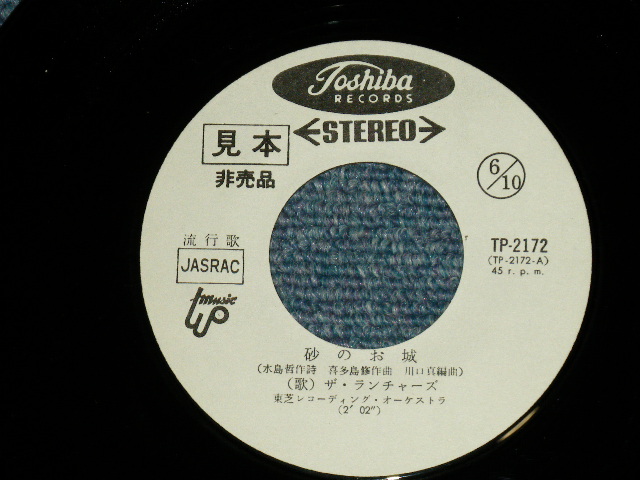 Toshiba
RECORDS
STEREO
見本
非売品
6/10
流行歌
JASRAC
music
TP-2172
(TP-2172-A)
45 r. p. m.
砂のお城
(水島哲作詩 喜多島修作曲 川口真編曲)
(歌) ザ・ランチャーズ
東芝レコーディング・オーケストラ
(2′ 02″)